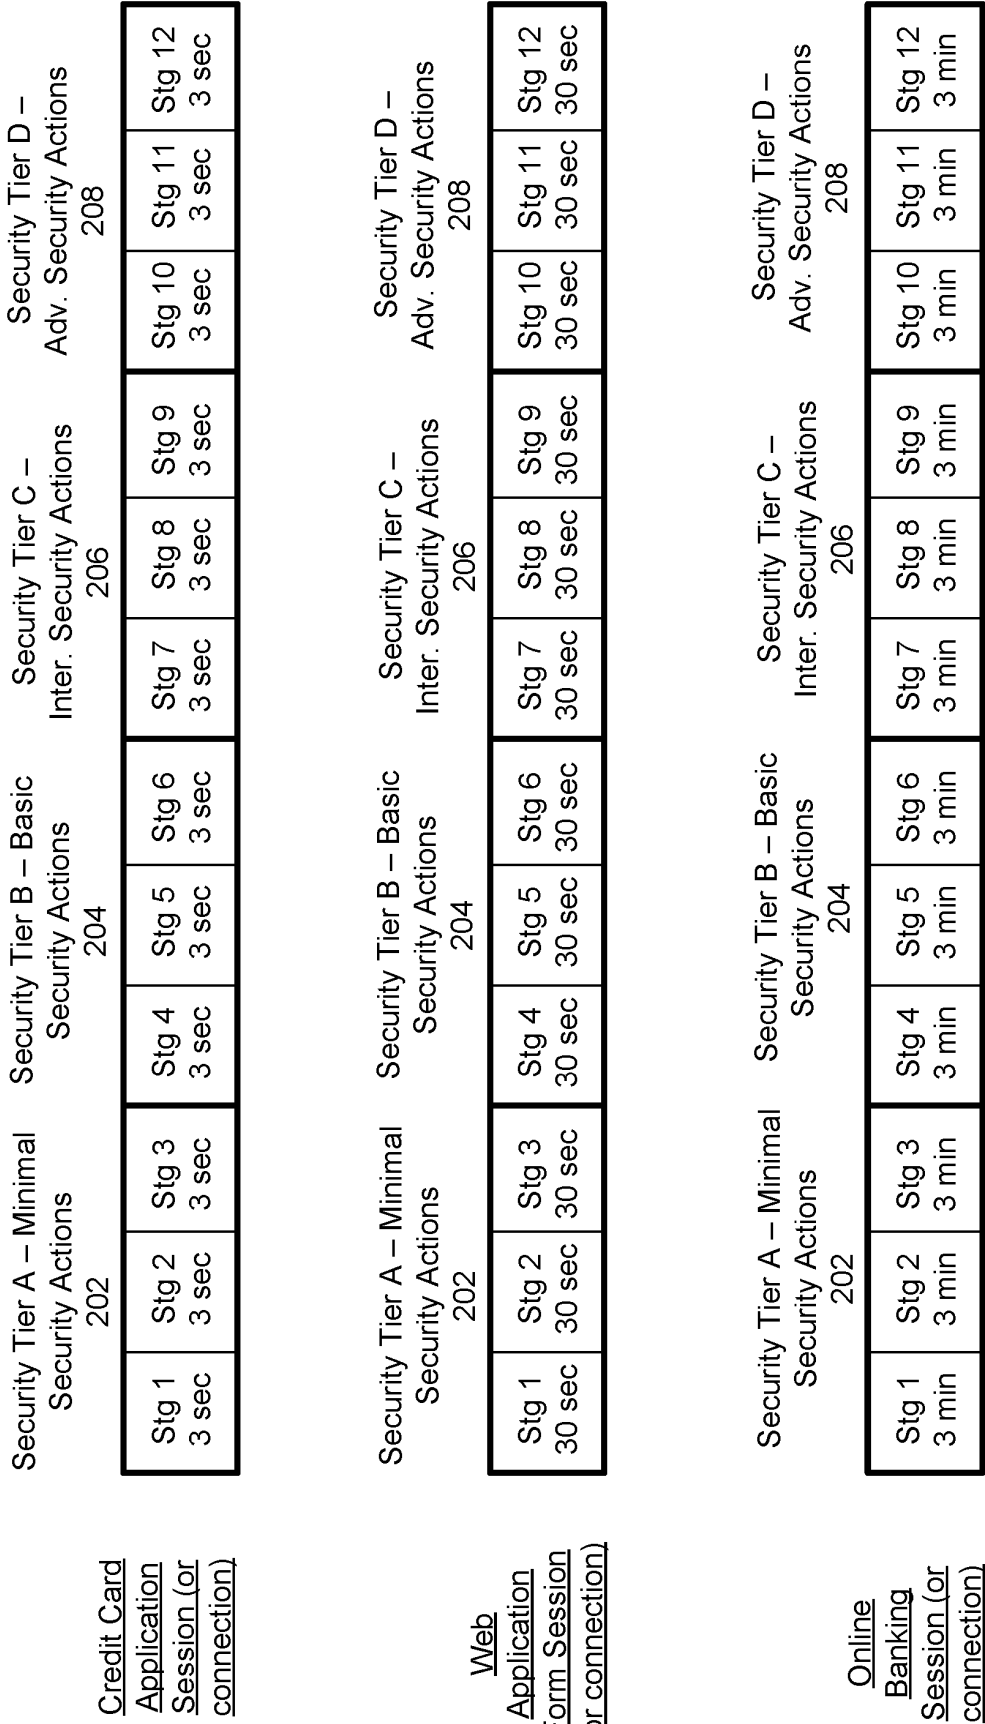 Credit Card
Application
Session (or
connection)
Security Tier A – Minimal
Security Actions
202
Security Tier B – Basic
Security Actions
204
Security Tier C –
Inter. Security Actions
206
Security Tier D –
Adv. Security Actions
208
Stg 1
3 sec
Stg 2
3 sec
Stg 3
3 sec
Stg 4
3 sec
Stg 5
3 sec
Stg 6
3 sec
Stg 7
3 sec
Stg 8
3 sec
Stg 9
3 sec
Stg 10
3 sec
Stg 11
3 sec
Stg 12
3 sec
Web
Application
Form Session
or connection)
Security Tier A – Minimal
Security Actions
202
Security Tier B – Basic
Security Actions
204
Security Tier C –
Inter. Security Actions
206
Security Tier D –
Adv. Security Actions
208
Stg 1
30 sec
Stg 2
30 sec
Stg 3
30 sec
Stg 4
30 sec
Stg 5
30 sec
Stg 6
30 sec
Stg 7
30 sec
Stg 8
30 sec
Stg 9
30 sec
Stg 10
30 sec
Stg 11
30 sec
Stg 12
30 sec
Online
Banking
Session (or
connection)
Security Tier A – Minimal
Security Actions
202
Security Tier B – Basic
Security Actions
204
Security Tier C –
Inter. Security Actions
206
Security Tier D –
Adv. Security Actions
208
Stg 1
3 min
Stg 2
3 min
Stg 3
3 min
Stg 4
3 min
Stg 5
3 min
Stg 6
3 min
Stg 7
3 min
Stg 8
3 min
Stg 9
3 min
Stg 10
3 min
Stg 11
3 min
Stg 12
3 min